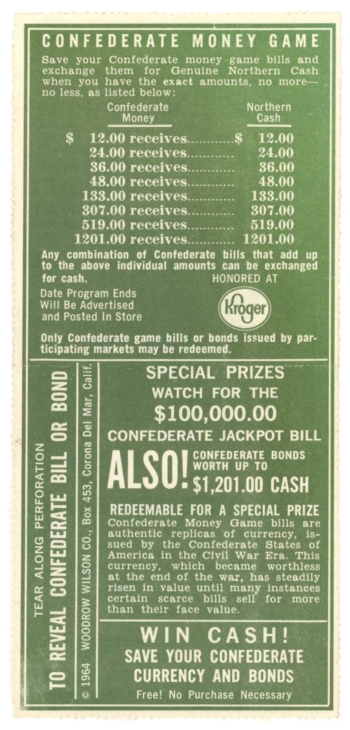 CONFEDERATE MONEY GAME
Save your Confederate money game bills and
exchange them for Genuine Northern Cash
when you have the exact amounts, no more—
no less, as listed below:
Confederate Money Northern Cash
$ 12.00 receives..........$ 12.00
24.00 receives.......... 24.00
36.00 receives.......... 36.00
48.00 receives.......... 48.00
133.00 receives.......... 133.00
307.00 receives.......... 307.00
519.00 receives.......... 519.00
1201.00 receives.......... 1201.00
Any combination of Confederate bills that add up
to the above individual amounts can be exchanged
for cash. HONORED AT
Date Program Ends
Will Be Advertised
and Posted In Store
Kroger
Only Confederate game bills or bonds issued by par-
ticipating markets may be redeemed.
TEAR ALONG PERFORATION
TO REVEAL CONFEDERATE BILL OR BOND
© 1964 WOODROW WILSON CO., Box 453, Corona Del Mar, Calif.
SPECIAL PRIZES
WATCH FOR THE
$100,000.00
CONFEDERATE JACKPOT BILL
ALSO! CONFEDERATE BONDS
WORTH UP TO
$1,201.00 CASH
REDEEMABLE FOR A SPECIAL PRIZE
Confederate Money Game bills are
authentic replicas of currency, is-
sued by the Confederate States of
America in the Civil War Era. This
currency, which became worthless
at the end of the war, has steadily
risen in value until many instances
certain scarce bills sell for more
than their face value.
WIN CASH!
SAVE YOUR CONFEDERATE
CURRENCY AND BONDS
Free! No Purchase Necessary